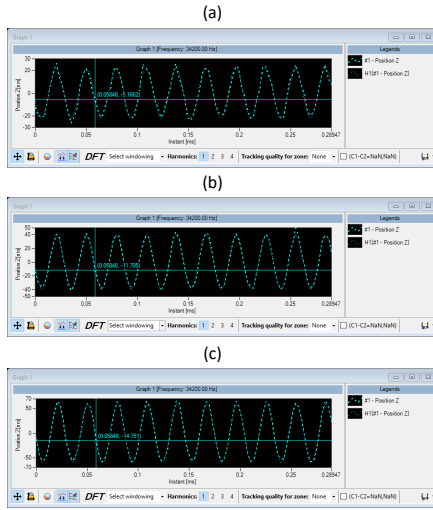 (a)
Graph 1
Graph 1 [Frequency: 34200.00 Hz]
Legends
30
20
0
-20
-30
Position Z[nm]
(0.05848, -5.1662)
0
0.05
0.1
0.15
0.2
0.25
0.28947
Instant [ms]
#1 - Position Z
H1(#1 - Position Z)
DFT Select windowing Harmonics: 1 2 3 4 Tracking quality for zone: None (C1-C2=NaN,NaN)
(b)
Graph 1
Graph 1 [Frequency: 34200.00 Hz]
Legends
50
40
20
0
-20
-40
-50
Position Z[nm]
(0.05848, -11.705)
0
0.05
0.1
0.15
0.2
0.25
0.28947
Instant [ms]
#1 - Position Z
H1(#1 - Position Z)
DFT Select windowing Harmonics: 1 2 3 4 Tracking quality for zone: None (C1-C2=NaN,NaN)
(c)
Graph 1
Graph 1 [Frequency: 34200.00 Hz]
Legends
70
50
0
-50
-70
Position Z[nm]
(0.05848, -14.751)
0
0.05
0.1
0.15
0.2
0.25
0.28947
Instant [ms]
#1 - Position Z
H1(#1 - Position Z)
DFT Select windowing Harmonics: 1 2 3 4 Tracking quality for zone: None (C1-C2=NaN,NaN)